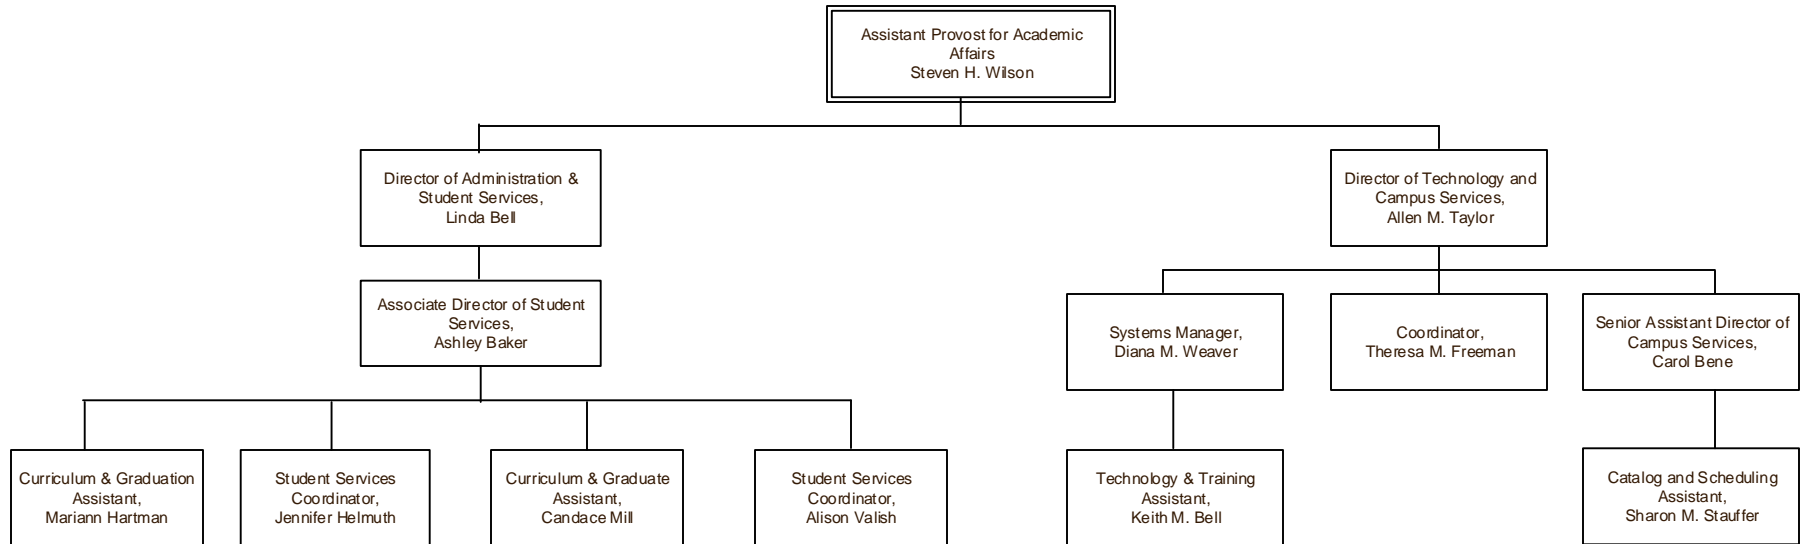 Assistant Provost for Academic
Affairs
Steven H. Wilson
Director of Administration &
Student Services,
Linda Bell
Director of Technology and
Campus Services,
Allen M. Taylor
Associate Director of Student
Services,
Ashley Baker
Systems Manager,
Diana M. Weaver
Coordinator,
Theresa M. Freeman
Senior Assistant Director of
Campus Services,
Carol Bene
Curriculum & Graduation
Assistant,
Mariann Hartman
Student Services
Coordinator,
Jennifer Helmuth
Curriculum & Graduate
Assistant,
Candace Mill
Student Services
Coordinator,
Alison Valish
Technology & Training
Assistant,
Keith M. Bell
Catalog and Scheduling
Assistant,
Sharon M. Stauffer